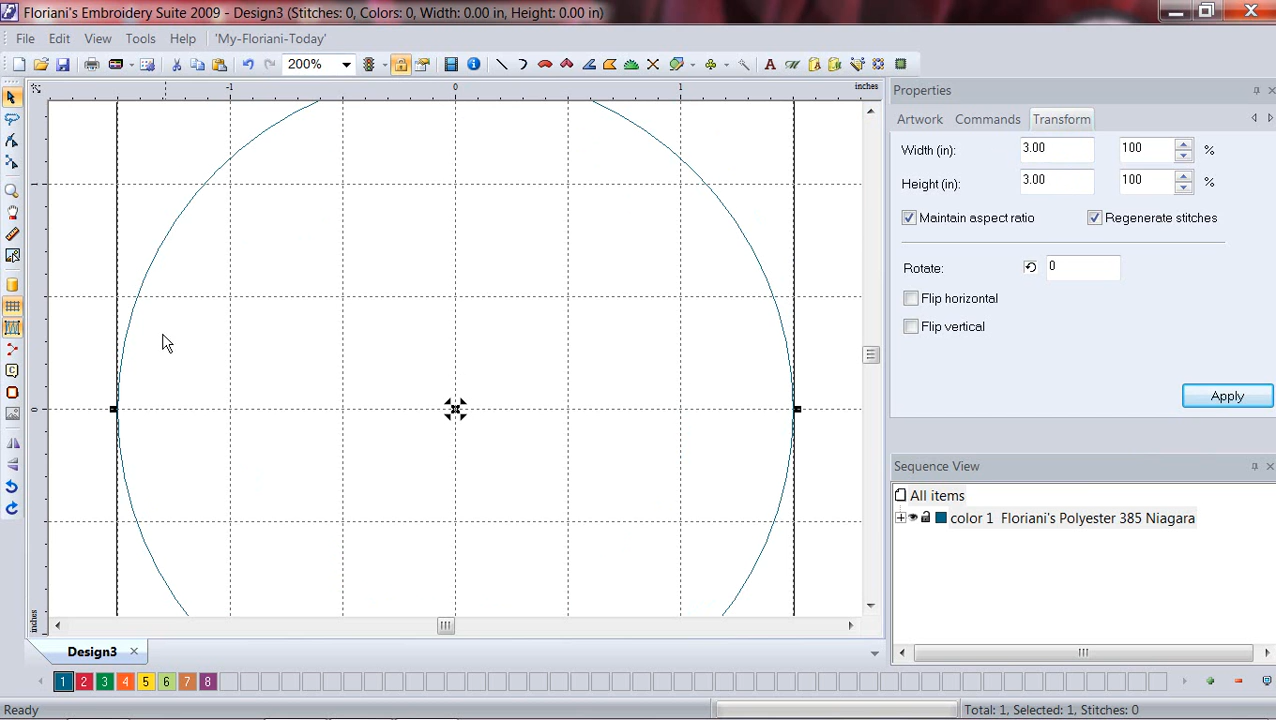 Floriani's Embroidery Suite 2009 - Design3 (Stitches: 0, Colors: 0, Width: 0.00 in, Height: 0.00 in)
File Edit View Tools Help 'My-Floriani-Today'
200%
-1 0 1 inches
1
0
inches
Properties
Artwork Commands Transform
Width (in): 3.00 100 %
Height (in): 3.00 100 %
Maintain aspect ratio Regenerate stitches
Rotate: 0
Flip horizontal
Flip vertical
Apply
Sequence View
All items
color 1 Floriani's Polyester 385 Niagara
Design3
1 2 3 4 5 6 7 8
Ready Total: 1, Selected: 1, Stitches: 0